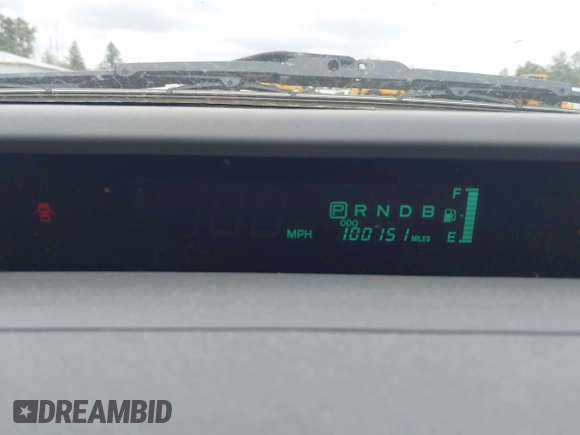 F
P R N D B
ODO
MPH 100151 MILES
E
DREAMBID